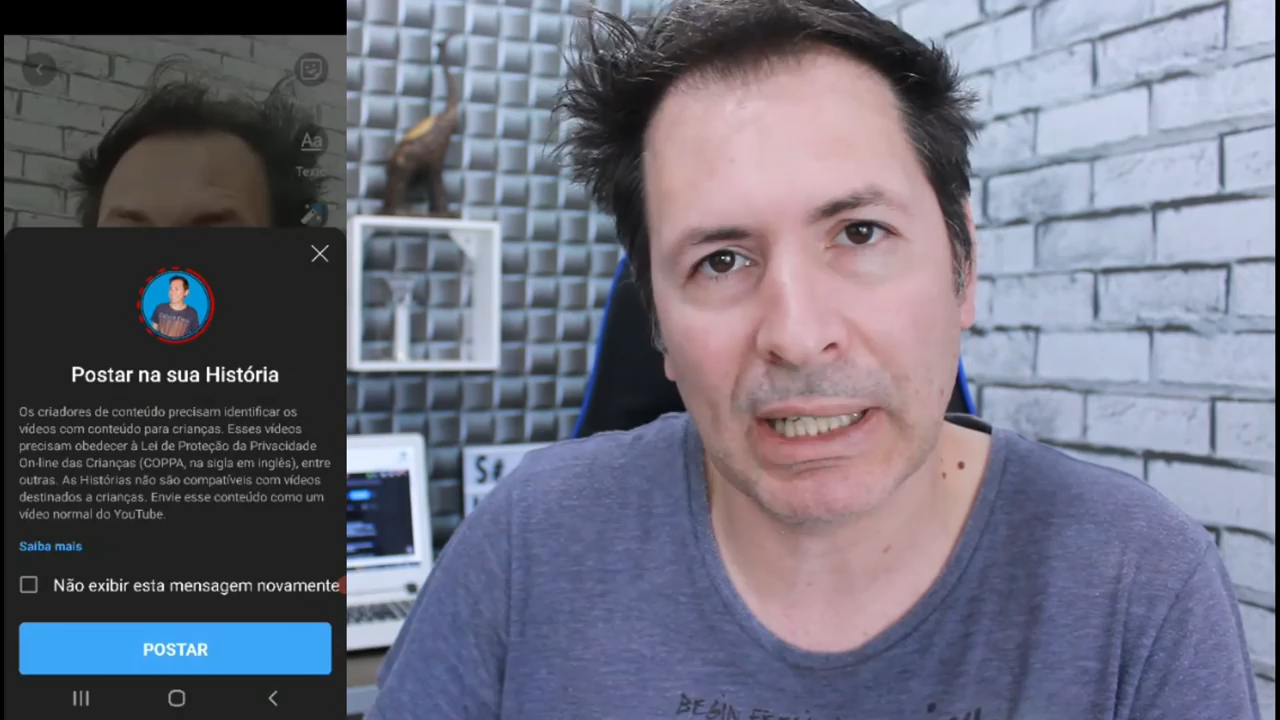 Aa
Texto
Postar na sua História
Os criadores de conteúdo precisam identificar os
vídeos com conteúdo para crianças. Esses vídeos
precisam obedecer à Lei de Proteção da Privacidade
On-line das Crianças (COPPA, na sigla em inglês), entre
outras. As Histórias não são compatíveis com vídeos
destinados a crianças. Envie esse conteúdo como um
vídeo normal do YouTube.
Saiba mais
Não exibir esta mensagem novamente
POSTAR
BEGIN